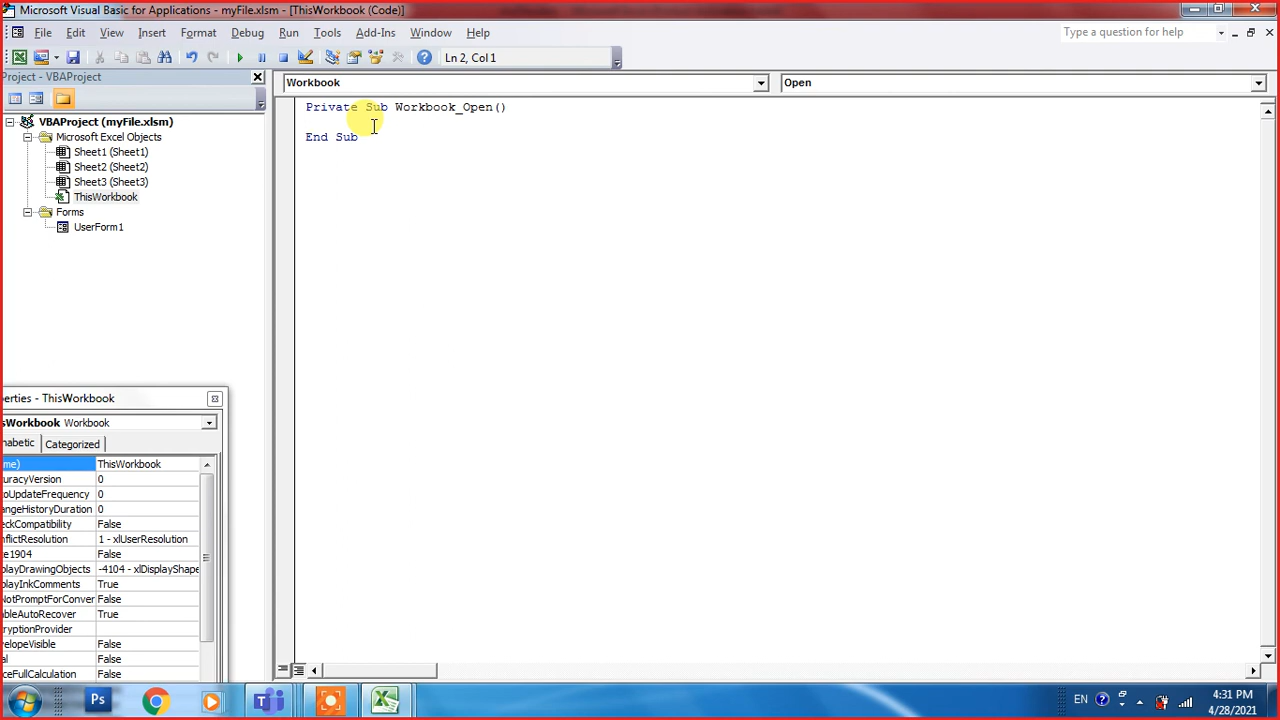 Microsoft Visual Basic for Applications - myFile.xlsm - [ThisWorkbook (Code)]
File Edit View Insert Format Debug Run Tools Add-Ins Window Help
Type a question for help
Ln 2, Col 1
Project - VBAProject
Workbook
Open
VBAProject (myFile.xlsm)
Microsoft Excel Objects
Sheet1 (Sheet1)
Sheet2 (Sheet2)
Sheet3 (Sheet3)
ThisWorkbook
Forms
UserForm1
Private Sub Workbook_Open()
End Sub
erties - ThisWorkbook
sWorkbook Workbook
habetic Categorized
me) ThisWorkbook
curacyVersion 0
oUpdateFrequency 0
angeHistoryDuration 0
eckCompatibility False
nflictResolution 1 - xlUserResolution
te1904 False
playDrawingObjects -4104 - xlDisplayShape
playInkComments True
NotPromptForConver False
ableAutoRecover True
cryptionProvider
velopeVisible False
al False
ceFullCalculation False
Ps
EN
4:31 PM
4/28/2021